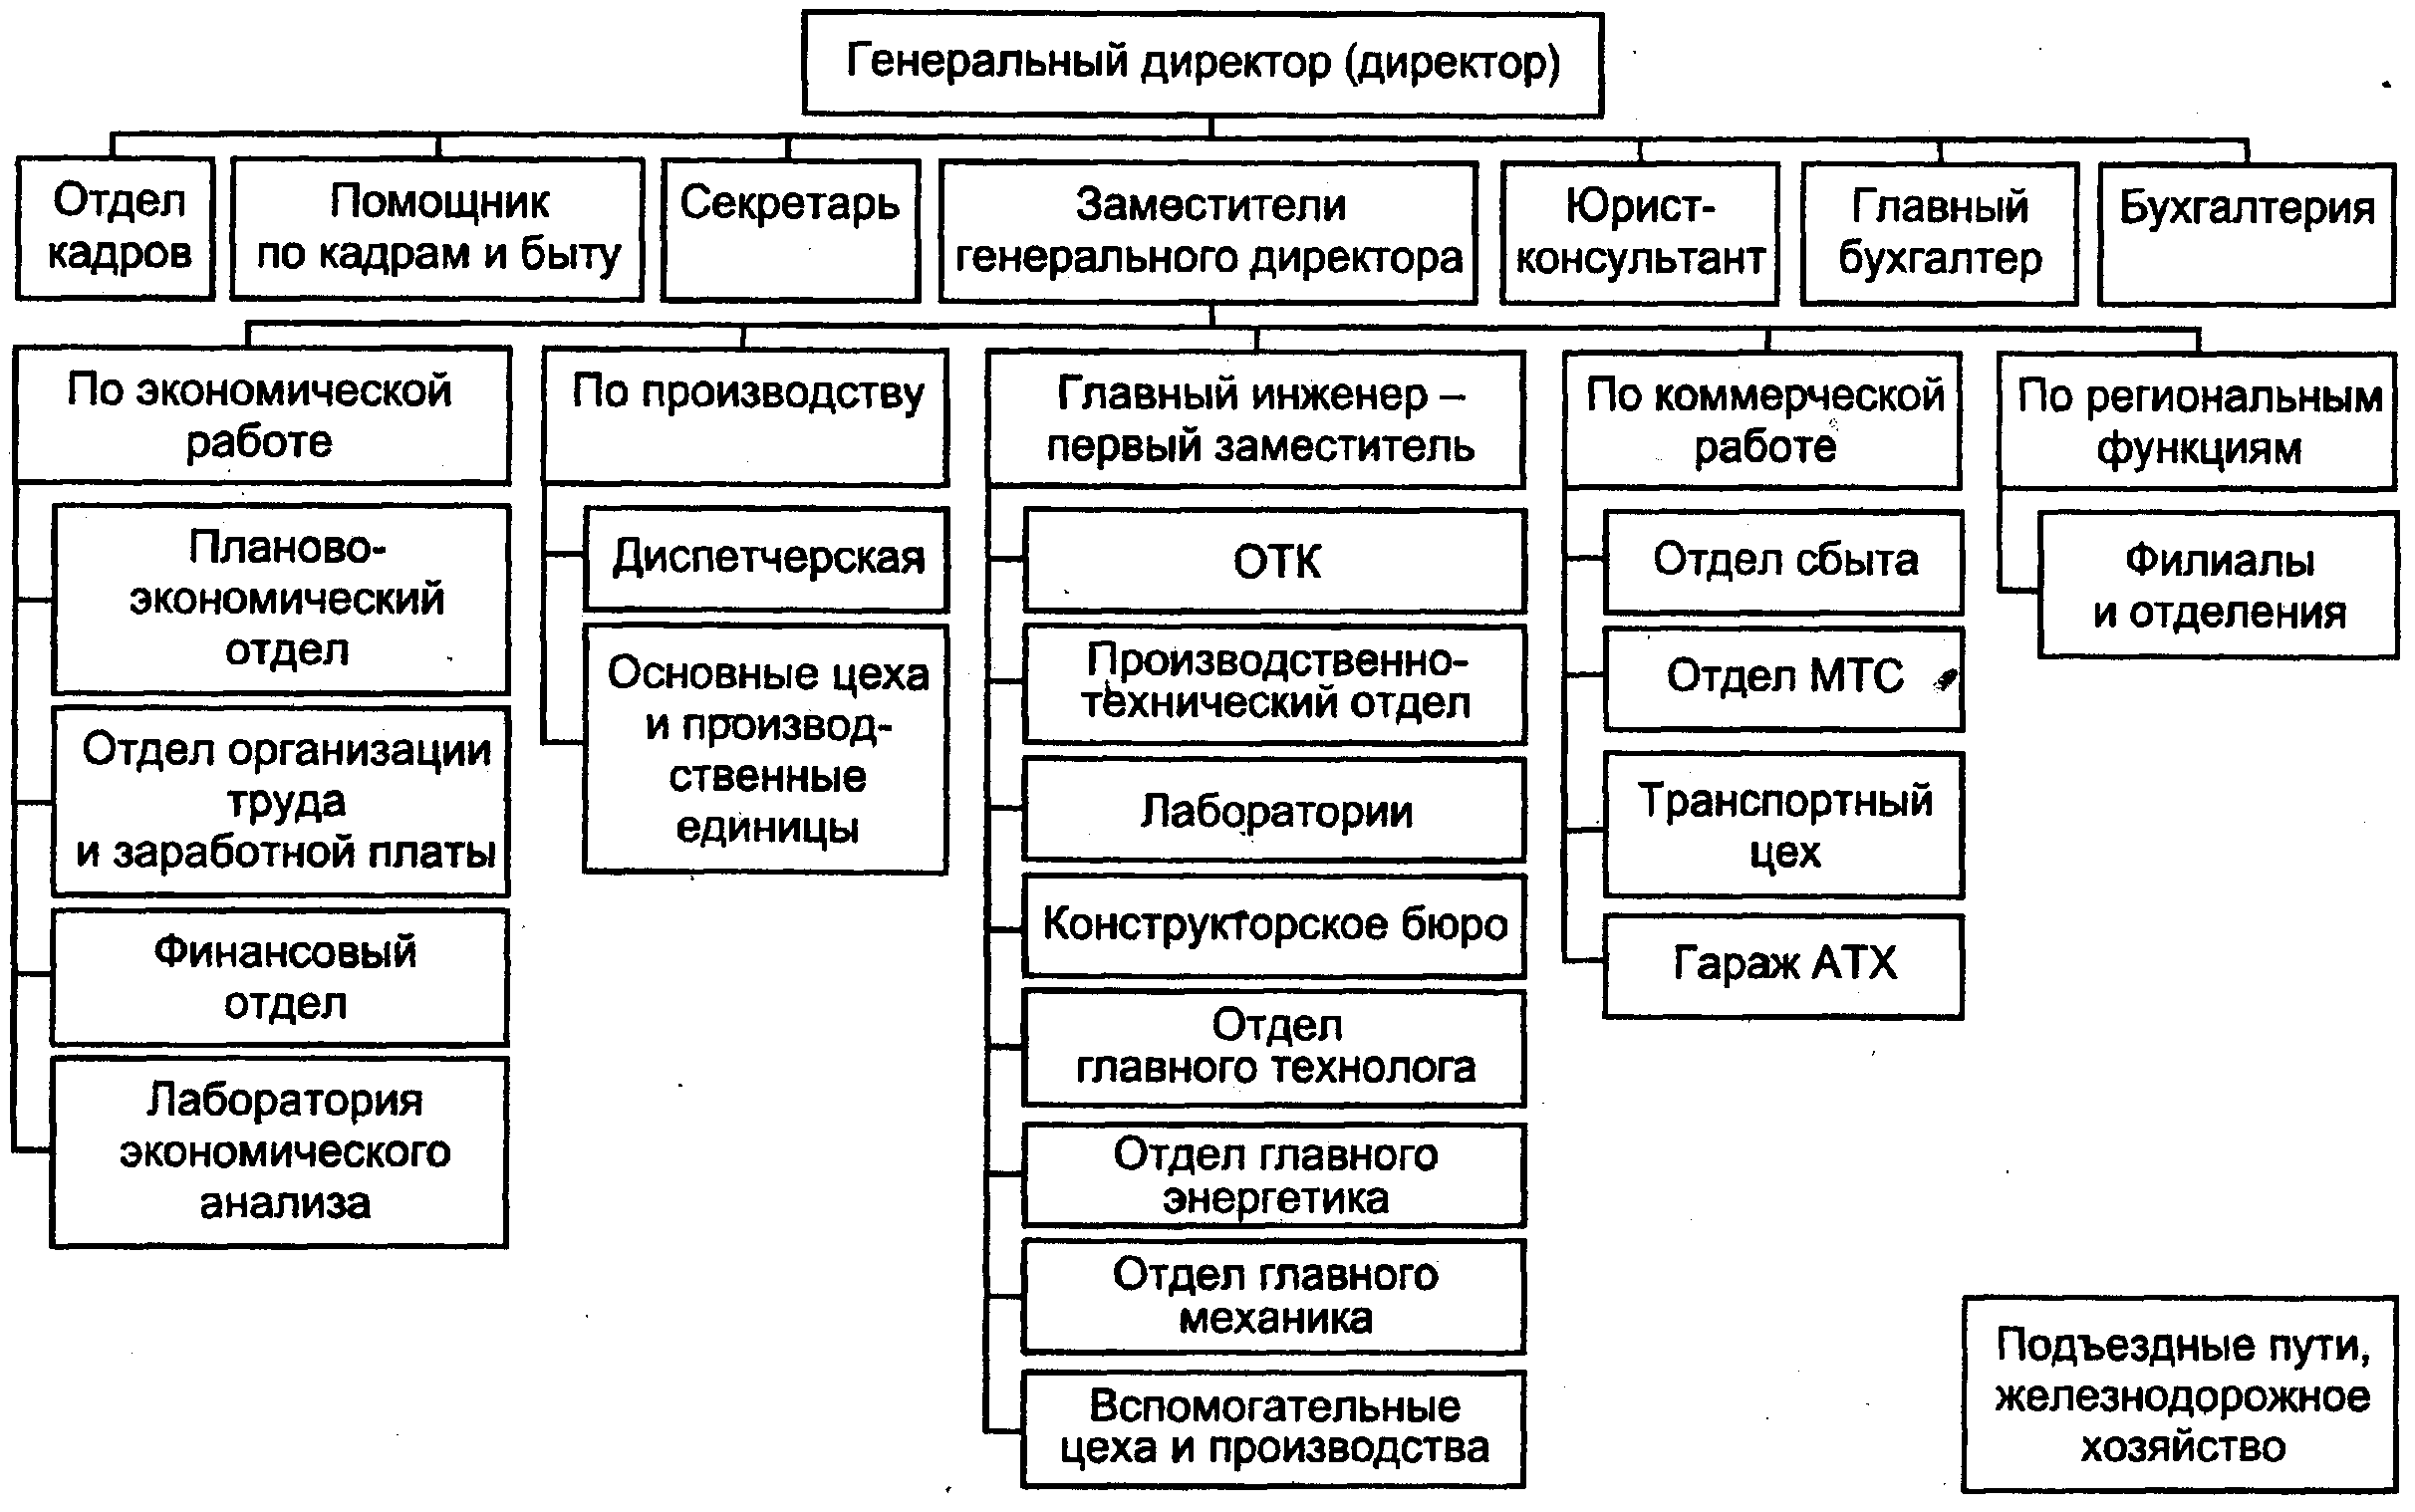 Генеральный директор (директор)
Отдел
кадров
Помощник
по кадрам и быту
Секретарь
Заместители
генерального директора
Юрист-
консультант
Главный
бухгалтер
Бухгалтерия
По экономической
работе
По производству
Главный инженер –
первый заместитель
По коммерческой
работе
По региональным
функциям
Планово-
экономический
отдел
Отдел организации
труда
и заработной платы
Финансовый
отдел
Лаборатория
экономического
анализа
Диспетчерская
Основные цеха
и производ-
ственные
единицы
ОТК
Производственно-
технический отдел
Лаборатории
Конструкторское бюро
Отдел
главного технолога
Отдел главного
энергетика
Отдел главного
механика
Вспомогательные
цеха и производства
Отдел сбыта
Отдел МТС
Транспортный
цех
Гараж АТХ
Филиалы
и отделения
Подъездные пути,
железнодорожное
хозяйство